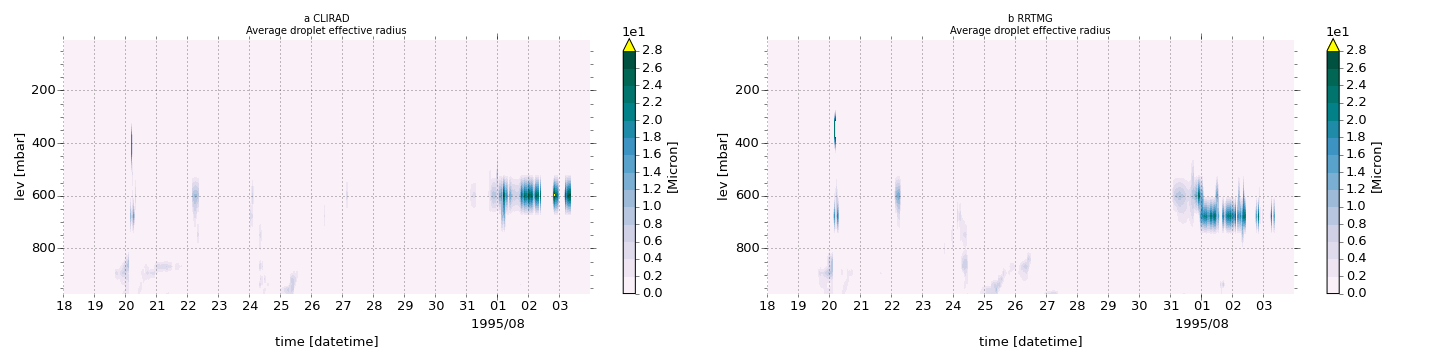 a CLIRAD
Average droplet effective radius
1e1
2.8
2.6
2.4
2.2
2.0
1.8
1.6
1.4
1.2
1.0
0.8
0.6
0.4
0.2
0.0
[Micron]
200
400
600
800
lev [mbar]
18 19 20 21 22 23 24 25 26 27 28 29 30 31 01 02 03
1995/08
time [datetime]
b RRTMG
Average droplet effective radius
1e1
2.8
2.6
2.4
2.2
2.0
1.8
1.6
1.4
1.2
1.0
0.8
0.6
0.4
0.2
0.0
[Micron]
200
400
600
800
lev [mbar]
18 19 20 21 22 23 24 25 26 27 28 29 30 31 01 02 03
1995/08
time [datetime]